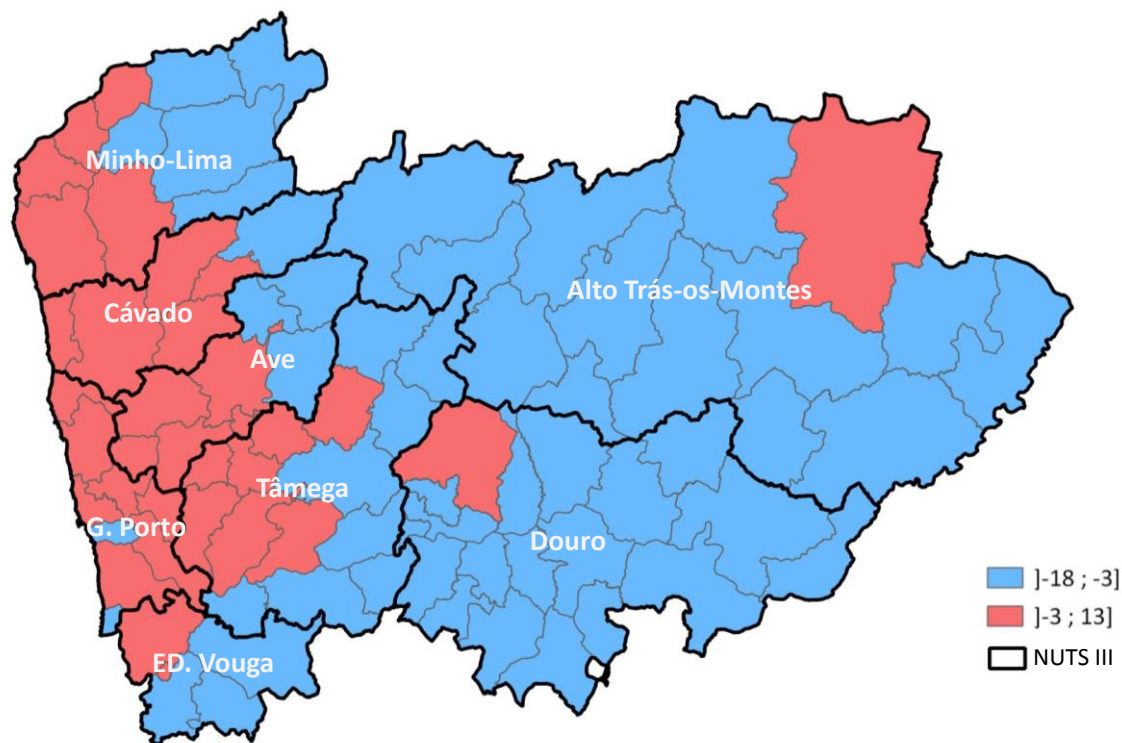 Minho-Lima
Alto Trás-os-Montes
Cávado
Ave
Tâmega
G. Porto
Douro
ED. Vouga
]-18 ; -3]
]-3 ; 13]
NUTS III